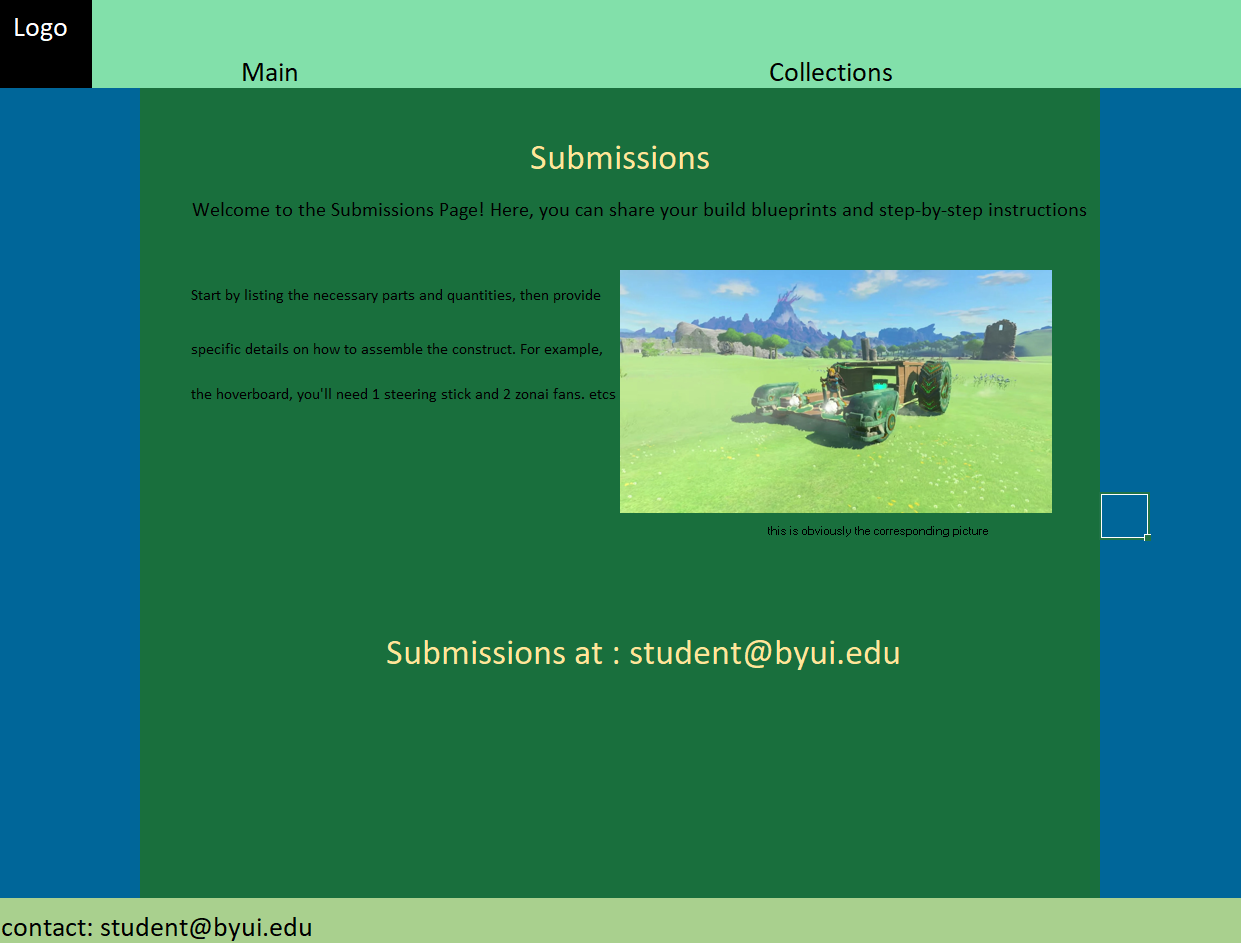 Logo
Main
Collections
Submissions
Welcome to the Submissions Page! Here, you can share your build blueprints and step-by-step instructions
Start by listing the necessary parts and quantities, then provide
specific details on how to assemble the construct. For example,
the hoverboard, you'll need 1 steering stick and 2 zonai fans. etcs
this is obviously the corresponding picture
Submissions at : student@byui.edu
contact: student@byui.edu